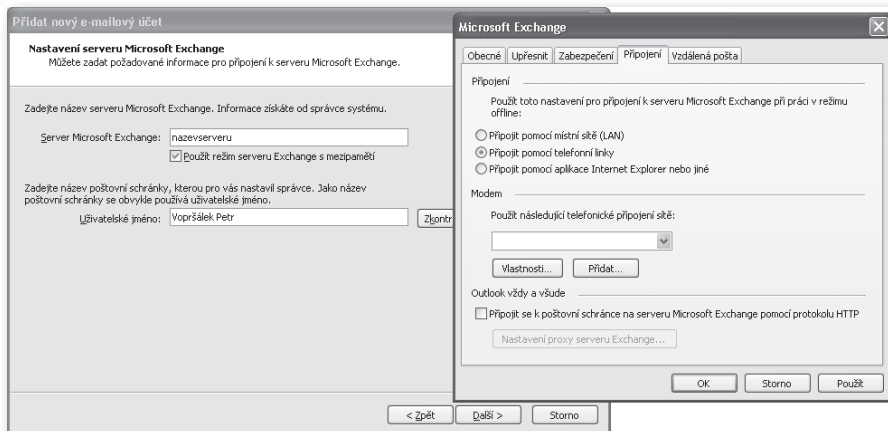 Přidat nový e-mailový účet
Nastavení serveru Microsoft Exchange
Můžete zadat požadované informace pro připojení k serveru Microsoft Exchange.
Zadejte název serveru Microsoft Exchange. Informace získáte od správce systému.
Server Microsoft Exchange: nazevserveru
Použít režim serveru Exchange s mezipamětí
Zadejte název poštovní schránky, kterou pro vás nastavil správce. Jako název
poštovní schránky se obvykle používá uživatelské jméno.
Uživatelské jméno: Vopršálek Petr
Zkontr
< Zpět Další > Storno
Microsoft Exchange
Obecné Upřesnit Zabezpečení Připojení Vzdálená pošta
Připojení
Použít toto nastavení pro připojení k serveru Microsoft Exchange při práci v režimu
offline:
Připojit pomocí místní sítě (LAN)
Připojit pomocí telefonní linky
Připojit pomocí aplikace Internet Explorer nebo jiné
Modem
Použít následující telefonické připojení sítě:
Vlastnosti... Přidat...
Outlook vždy a všude
Připojit se k poštovní schránce na serveru Microsoft Exchange pomocí protokolu HTTP
Nastavení proxy serveru Exchange...
OK Storno Použít